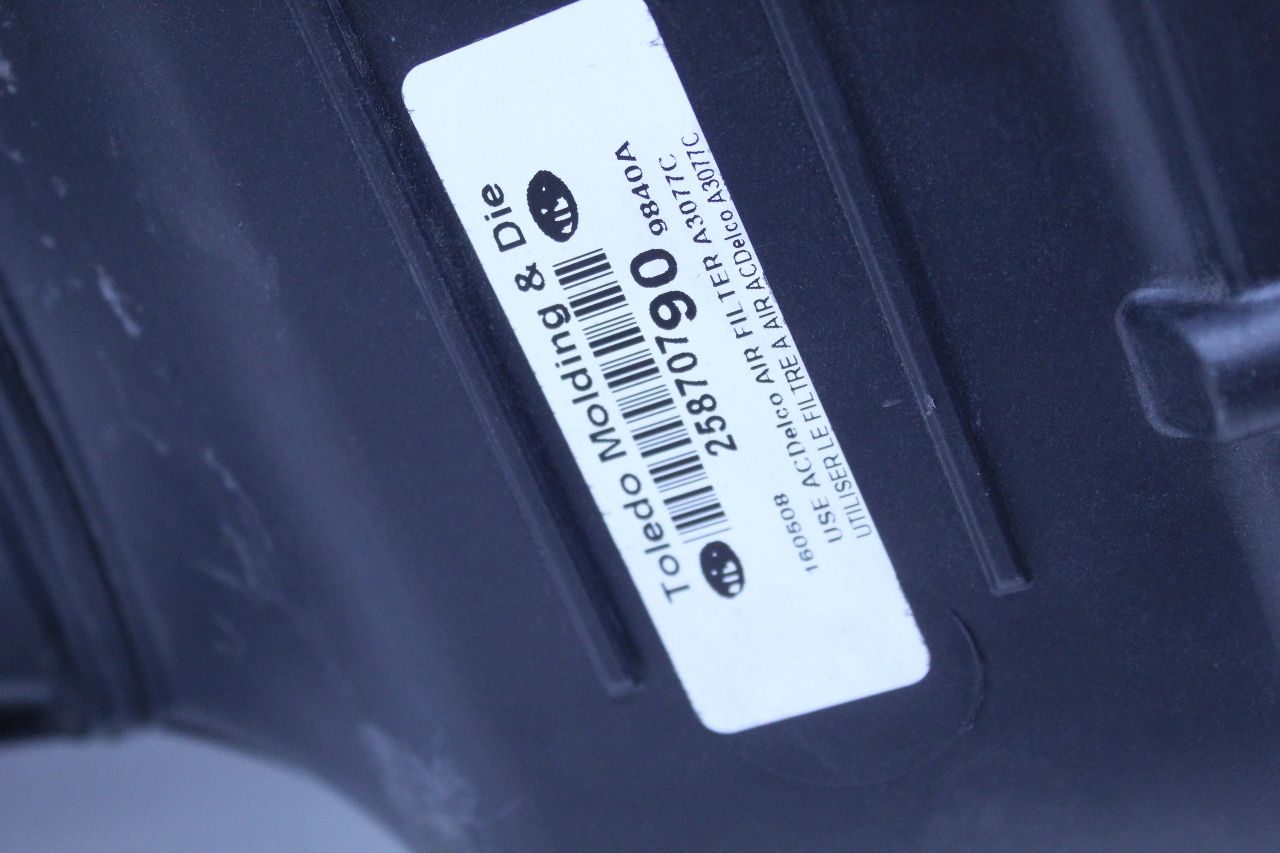 Toledo Molding & Die
25870790 9840A
160508
USE ACDelco AIR FILTER A3077C
UTILISER LE FILTRE A AIR ACDelco A3077C